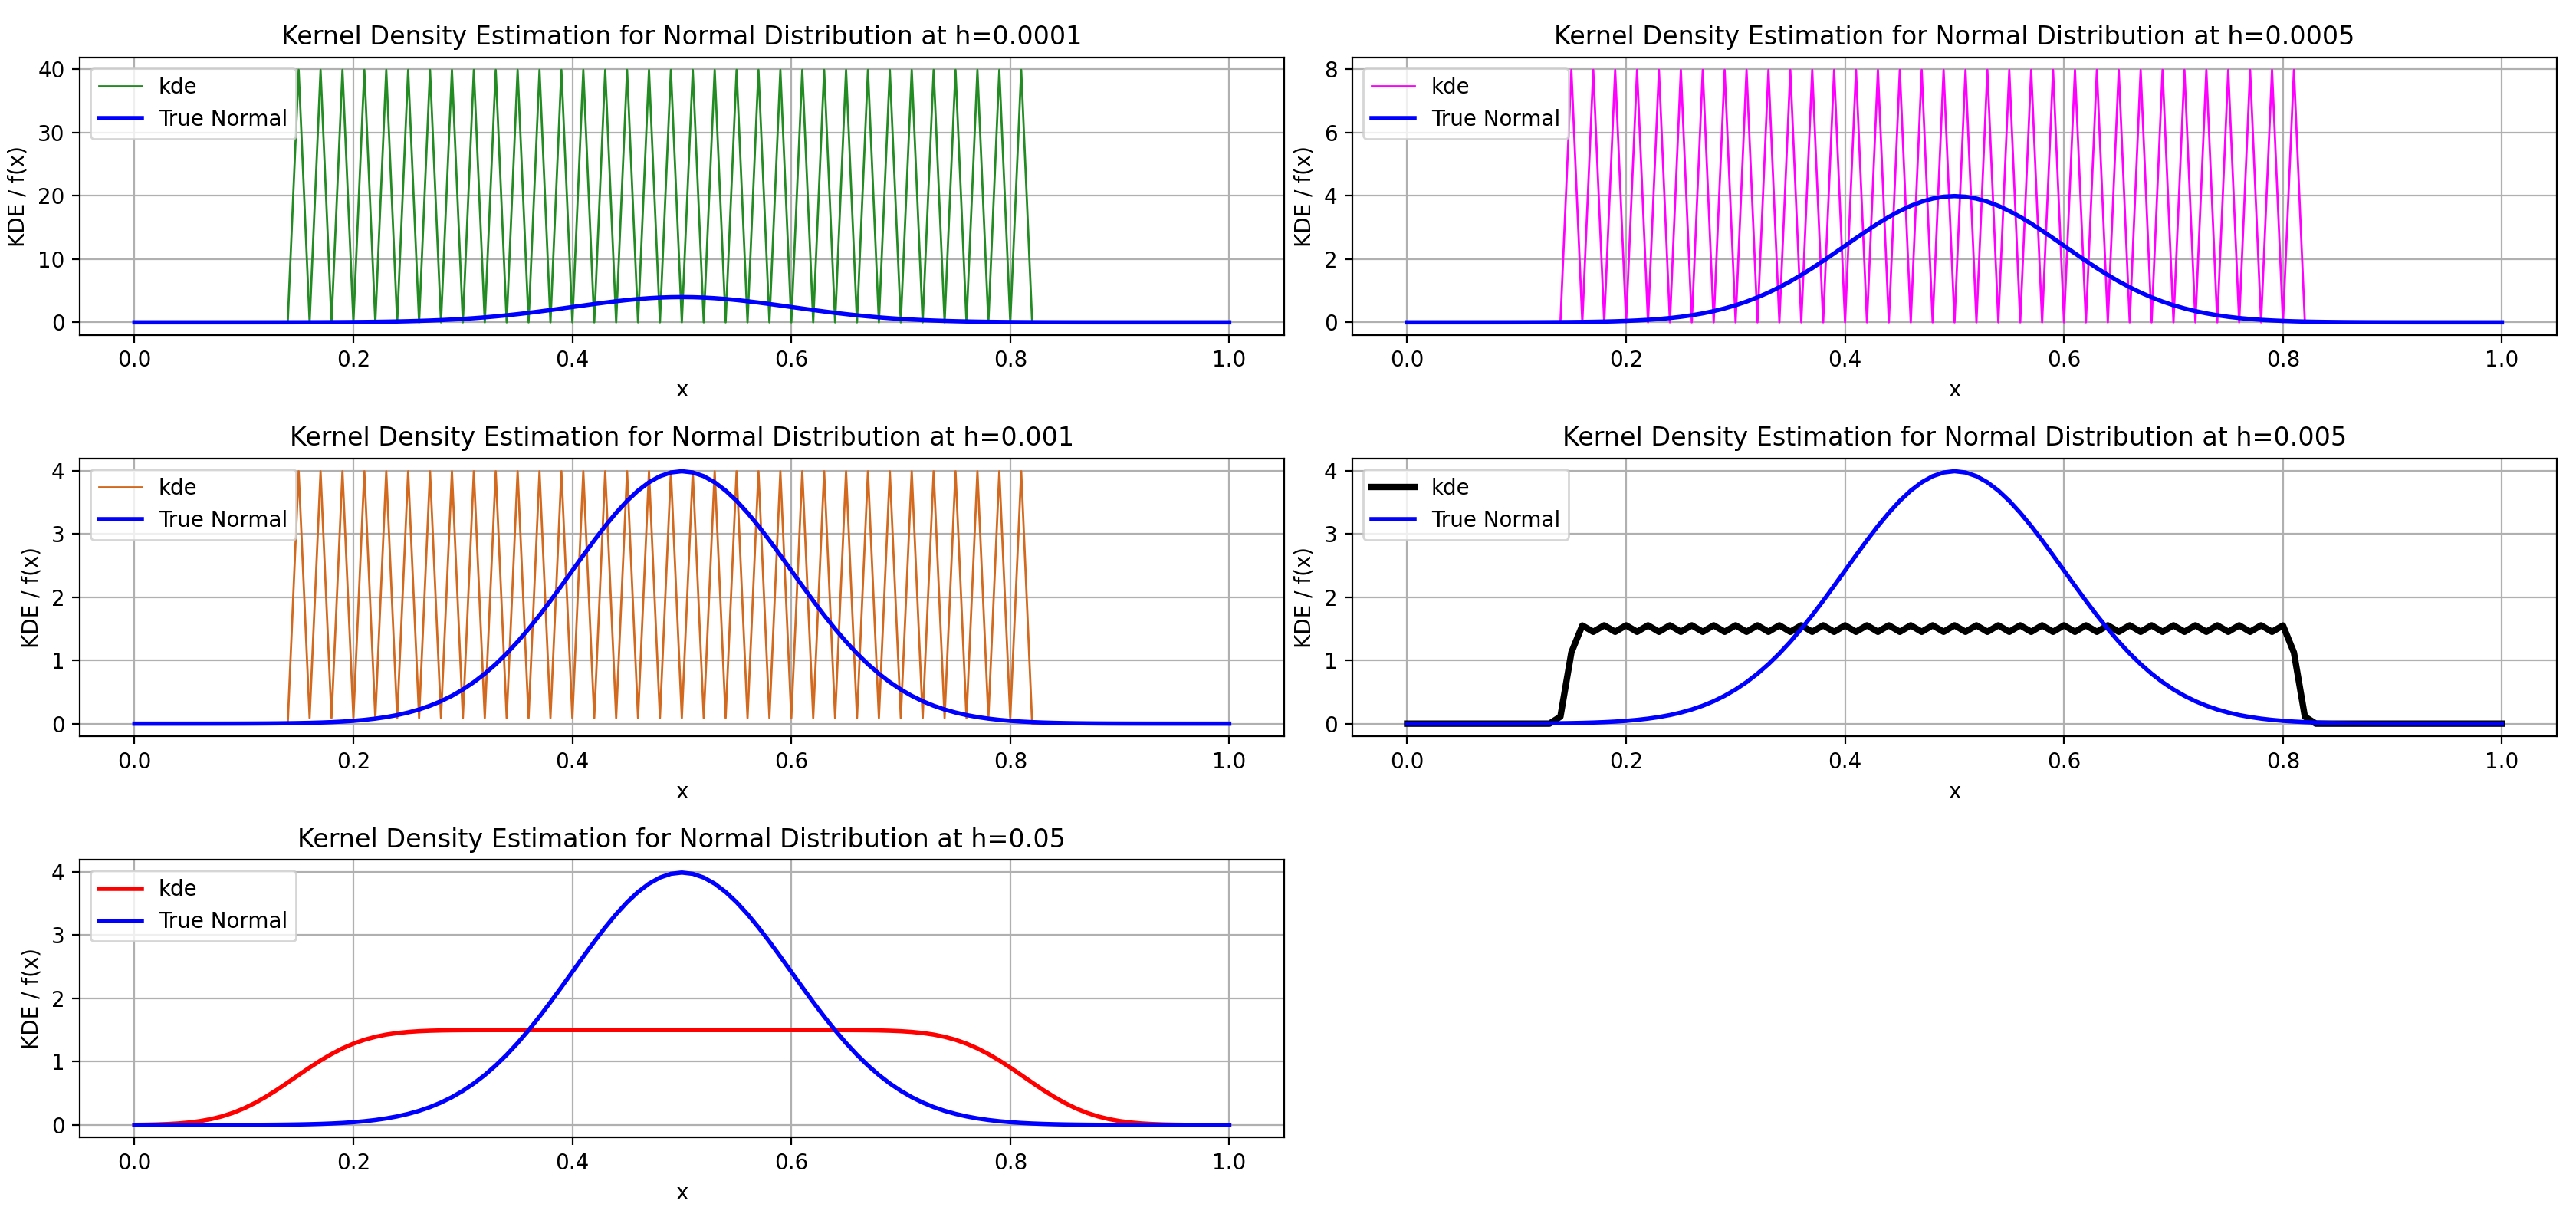 Kernel Density Estimation for Normal Distribution at h=0.0001
40
30
20
10
0
KDE / f(x)
kde
True Normal
0.0 0.2 0.4 0.6 0.8 1.0
x
Kernel Density Estimation for Normal Distribution at h=0.0005
8
6
4
2
0
KDE / f(x)
kde
True Normal
0.0 0.2 0.4 0.6 0.8 1.0
x
Kernel Density Estimation for Normal Distribution at h=0.001
4
3
2
1
0
KDE / f(x)
kde
True Normal
0.0 0.2 0.4 0.6 0.8 1.0
x
Kernel Density Estimation for Normal Distribution at h=0.005
4
3
2
1
0
KDE / f(x)
kde
True Normal
0.0 0.2 0.4 0.6 0.8 1.0
x
Kernel Density Estimation for Normal Distribution at h=0.05
4
3
2
1
0
KDE / f(x)
kde
True Normal
0.0 0.2 0.4 0.6 0.8 1.0
x